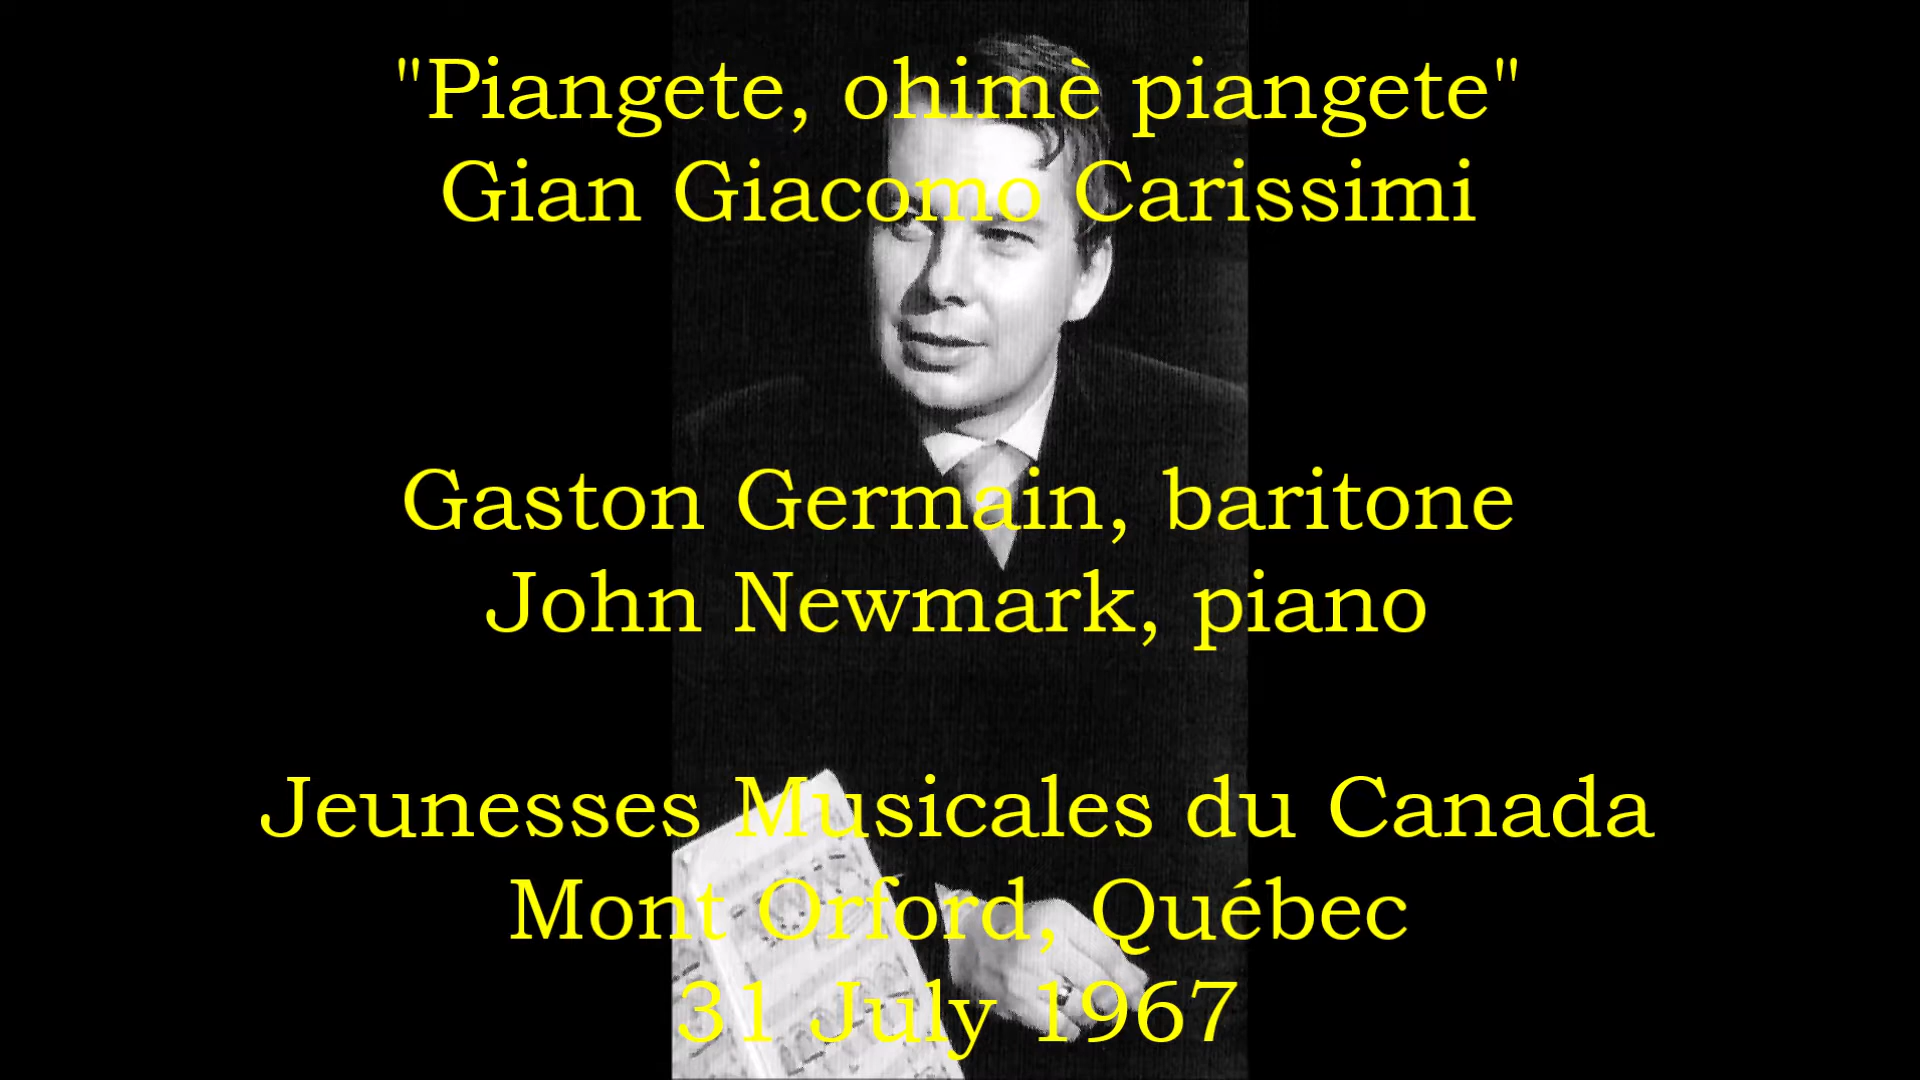 "Piangete, ohimè piangete"
Gian Giacomo Carissimi
Gaston Germain, baritone
John Newmark, piano
Jeunesses Musicales du Canada
Mont Orford, Québec
31 July 1967